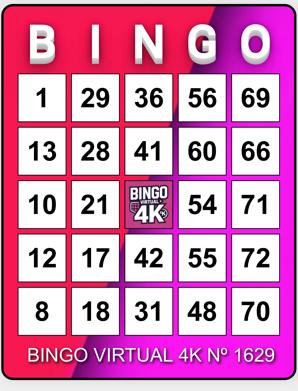 B I N G O
1 29 36 56 69
13 28 41 60 66
10 21 BINGO VIRTUAL 4K 54 71
12 17 42 55 72
8 18 31 48 70
BINGO VIRTUAL 4K Nº 1629